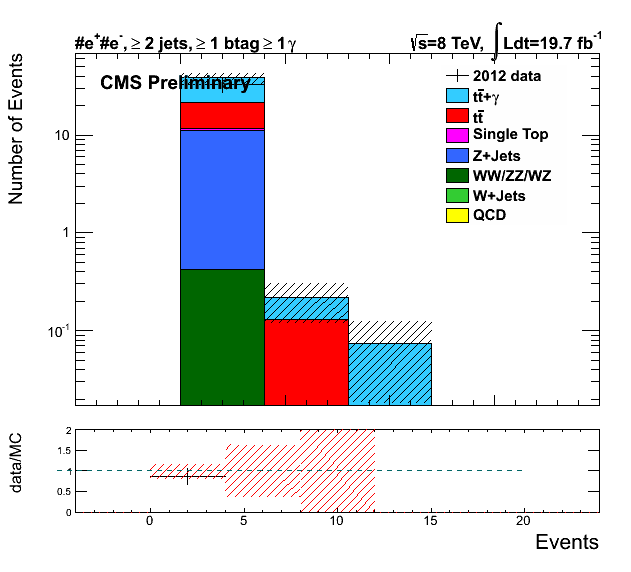 #e⁺#e⁻, ≥ 2 jets, ≥ 1 btag ≥ 1γ
√s=8 TeV, ∫Ldt=19.7 fb⁻¹
CMS Preliminary
2012 data
tt̄+γ
tt̄
Single Top
Z+Jets
WW/ZZ/WZ
W+Jets
QCD
Number of Events
10
1
10⁻¹
data/MC
2
1.5
1
0.5
0
0
5
10
15
20
Events